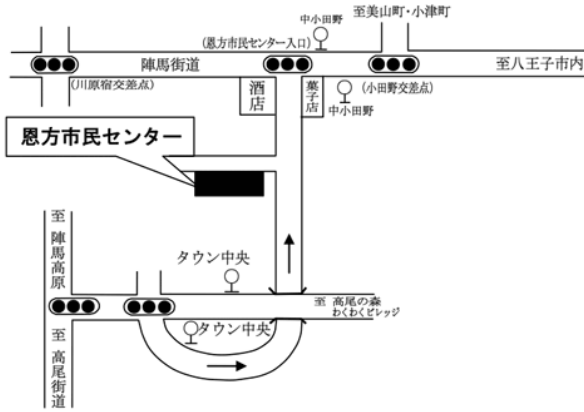 至美山町・小津町
中小田野
(恩方市民センター入口)
陣馬街道
至八王子市内
(川原宿交差点)
酒店
菓子店
(小田野交差点)
中小田野
恩方市民センター
至 陣馬高原
タウン中央
至 高尾の森
わくわくビレッジ
タウン中央
至 高尾街道